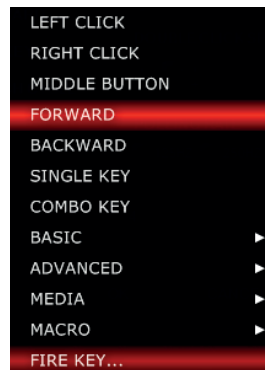 LEFT CLICK
RIGHT CLICK
MIDDLE BUTTON
FORWARD
BACKWARD
SINGLE KEY
COMBO KEY
BASIC
ADVANCED
MEDIA
MACRO
FIRE KEY...